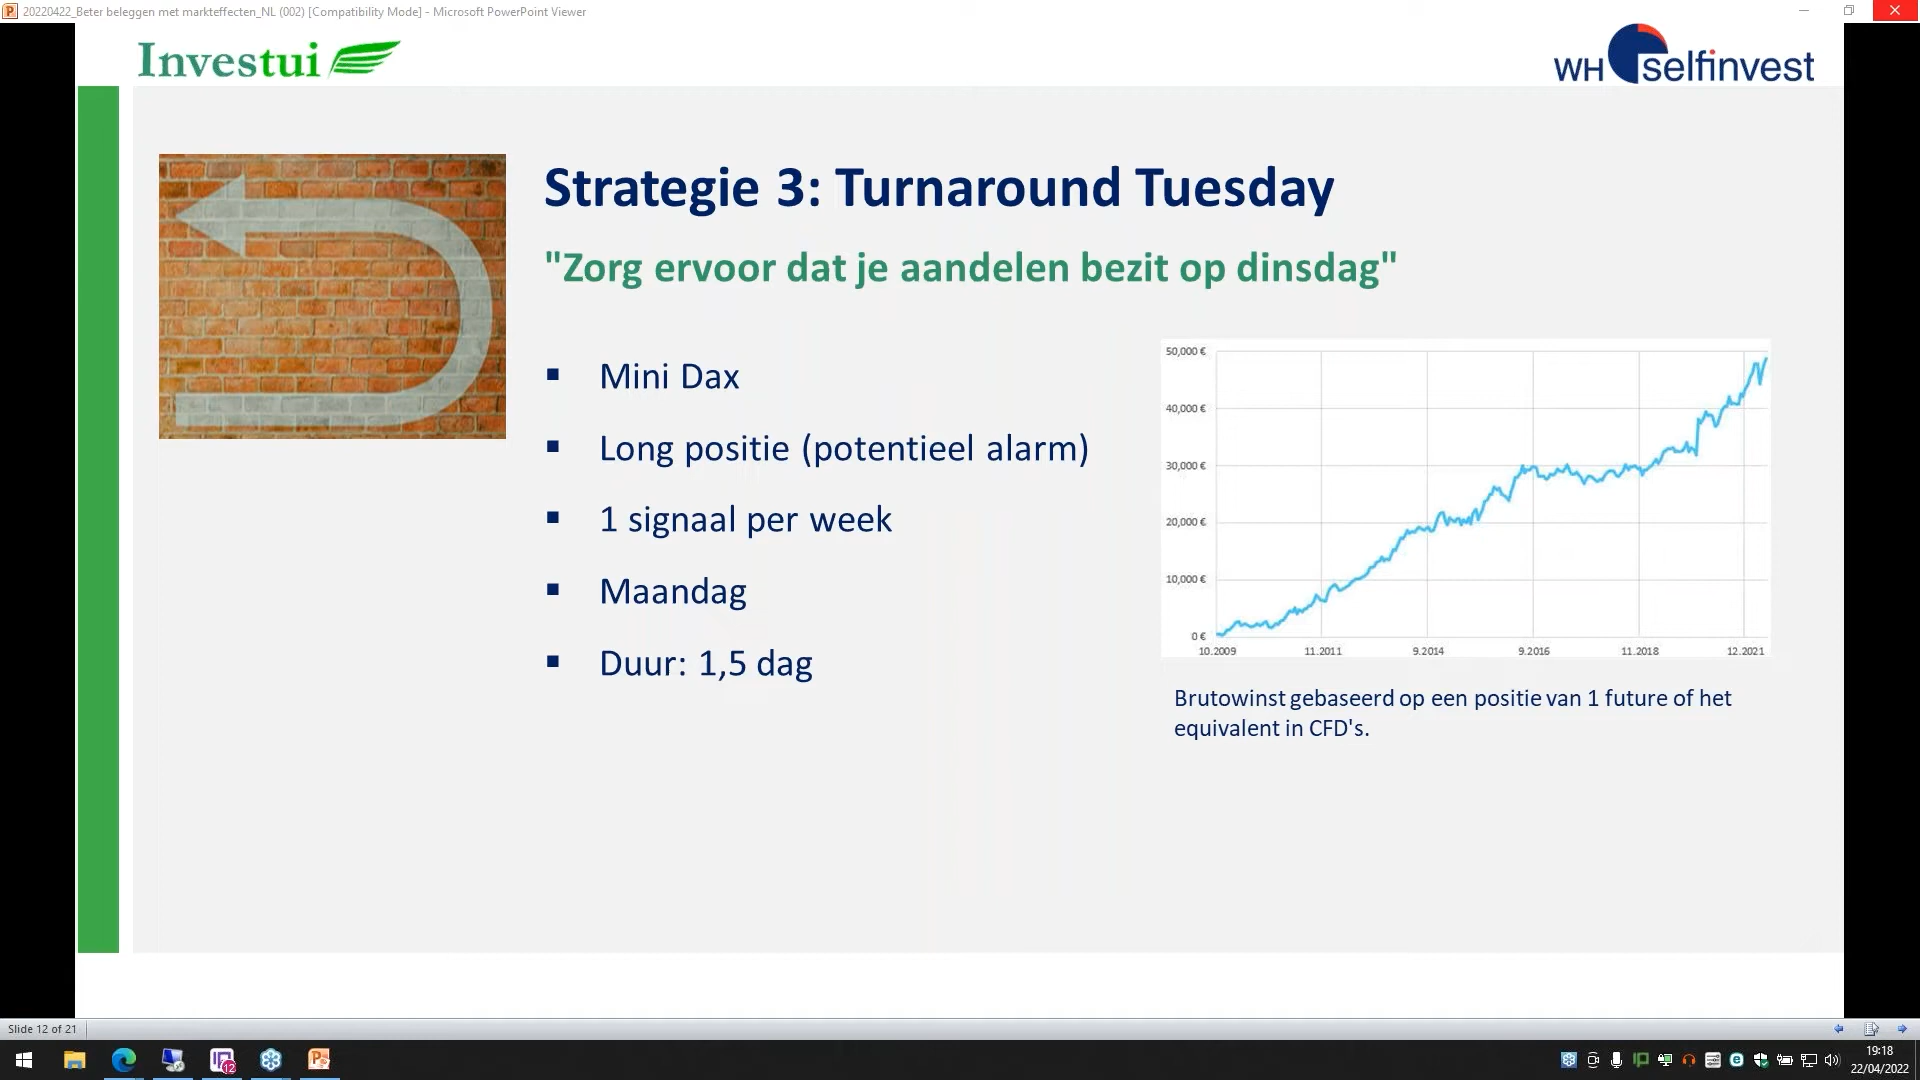 20220422_Beter beleggen met markteffecten_NL (002) [Compatibility Mode] - Microsoft PowerPoint Viewer
Investui
WH selfinvest
Strategie 3: Turnaround Tuesday
"Zorg ervoor dat je aandelen bezit op dinsdag"
Mini Dax
Long positie (potentieel alarm)
1 signaal per week
Maandag
Duur: 1,5 dag
50,000 €
40,000 €
30,000 €
20,000 €
10,000 €
0 €
10.2009 11.2011 9.2014 9.2016 11.2018 12.2021
Brutowinst gebaseerd op een positie van 1 future of het
equivalent in CFD's.
Slide 12 of 21
12
19:18
22/04/2022